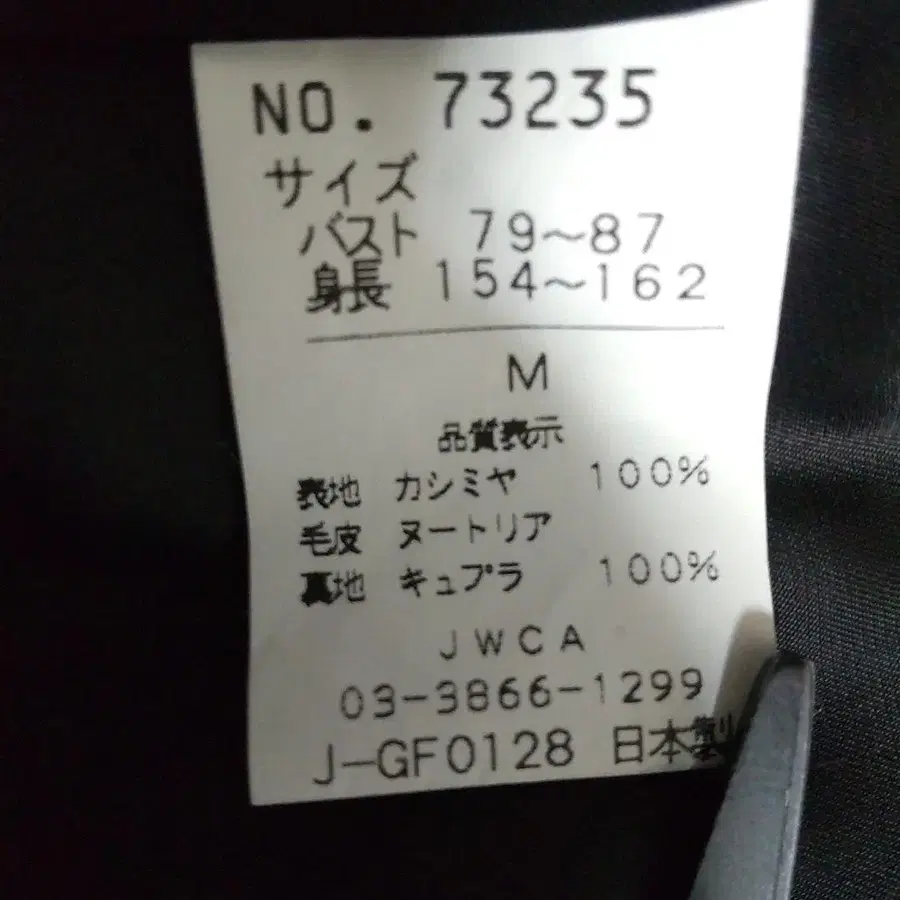 NO. 73235
サイズ
バスト 79~87
身長 154~162
M
品質表示
表地 カシミヤ 100%
毛皮 ヌートリア
裏地 キュプラ 100%
JWCA
03-3866-1299
J-GF0128 日本製